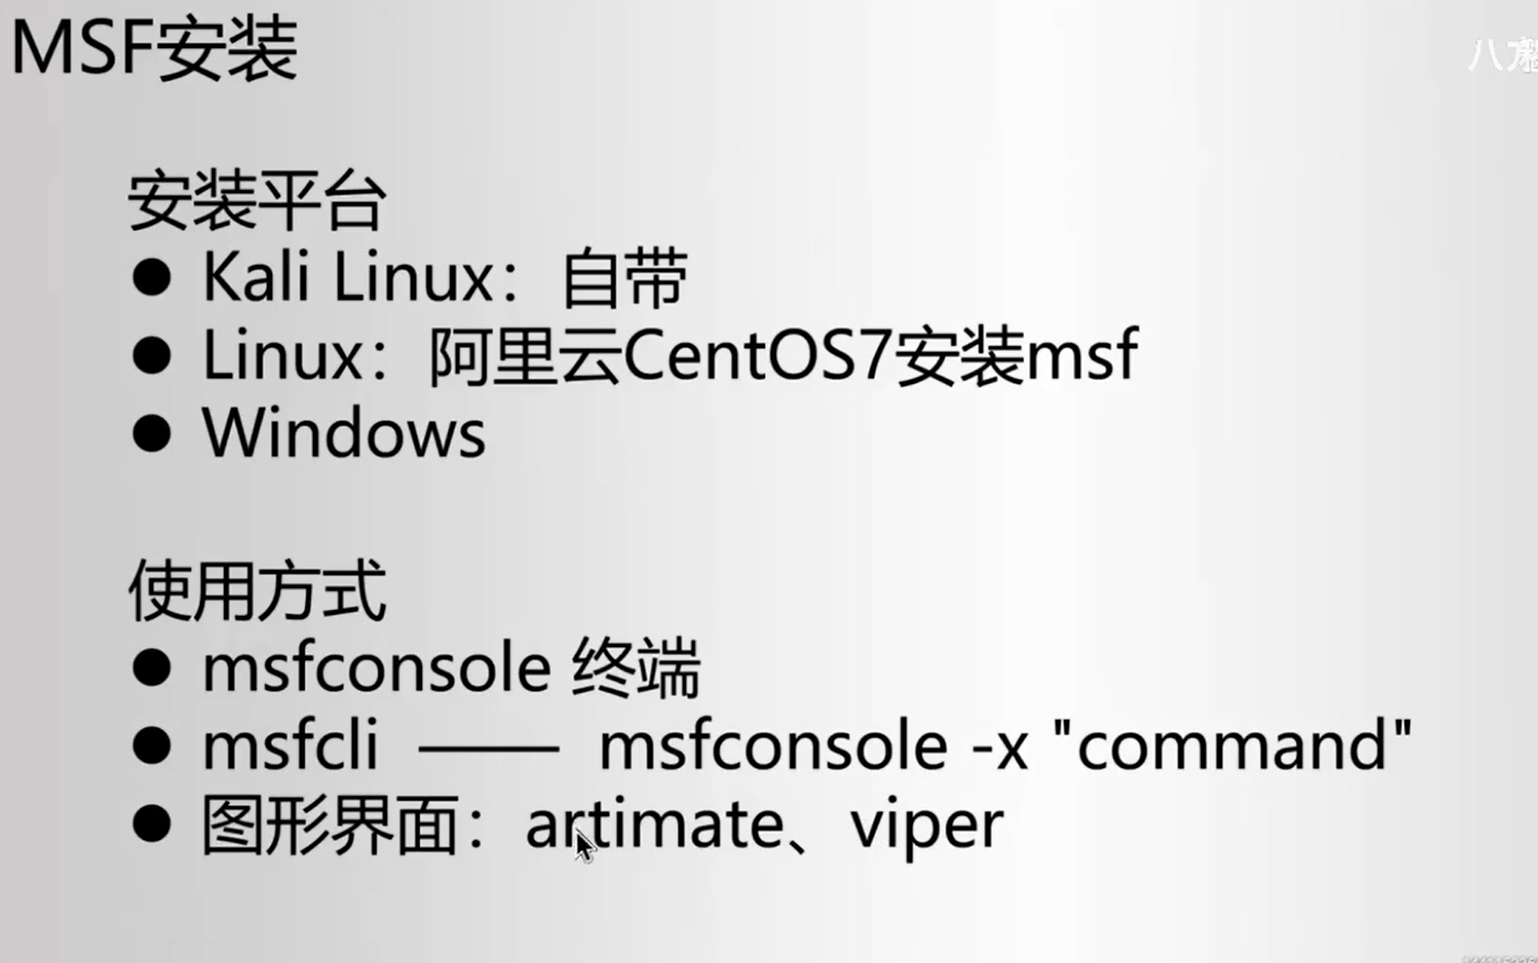 MSF安装
八方
安装平台
● Kali Linux：自带
● Linux：阿里云CentOS7安装msf
● Windows
使用方式
● msfconsole 终端
● msfcli —— msfconsole -x "command"
● 图形界面：artimate、viper